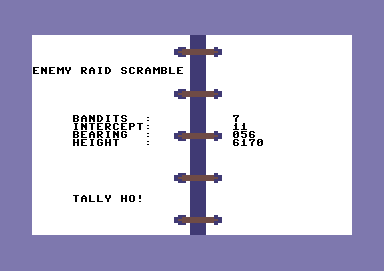 ENEMY RAID SCRAMBLE
BANDITS  : 7
INTERCEPT: 11
BEARING  : 056
HEIGHT   : 6170
TALLY HO!